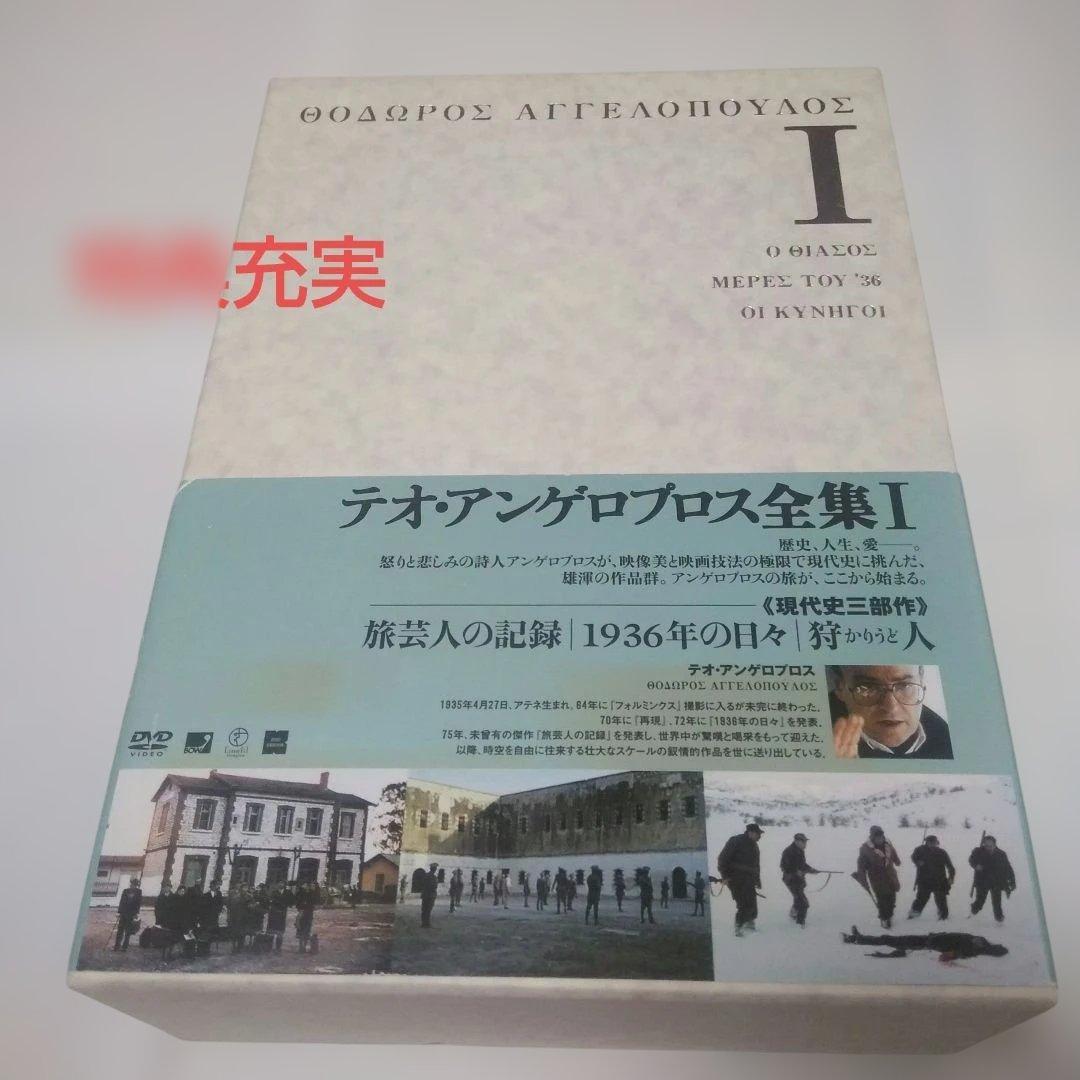 ΘΟΔΩΡΟΣ ΑΓΓΕΛΟΠΟΥΛΟΣ
I
Ο ΘΙΑΣΟΣ
ΜΕΡΕΣ ΤΟΥ '36
ΟΙ ΚΥΝΗΓΟΙ
充実
テオ・アンゲロプロス全集I
歴史、人生、愛──。
怒りと悲しみの詩人アンゲロプロスが、映像美と映画技法の極限で現代史に挑んだ、
雄渾の作品群。アンゲロプロスの旅が、ここから始まる。
《現代史三部作》
旅芸人の記録|1936年の日々|狩かりうど人
テオ・アンゲロプロス
ΘΟΔΩΡΟΣ ΑΓΓΕΛΟΠΟΥΛΟΣ
1935年4月27日、アテネ生まれ。64年に『フォルミンクス』撮影に入るが未完に終わった。
70年に『再現』、72年に『1936年の日々』を発表。
75年、未曾有の傑作『旅芸人の記録』を発表し、世界中が驚嘆と喝采をもって迎えた。
以降、時空を自由に往来する壮大なスケールの叙情的作品を世に送り出している。
DVD
VIDEO